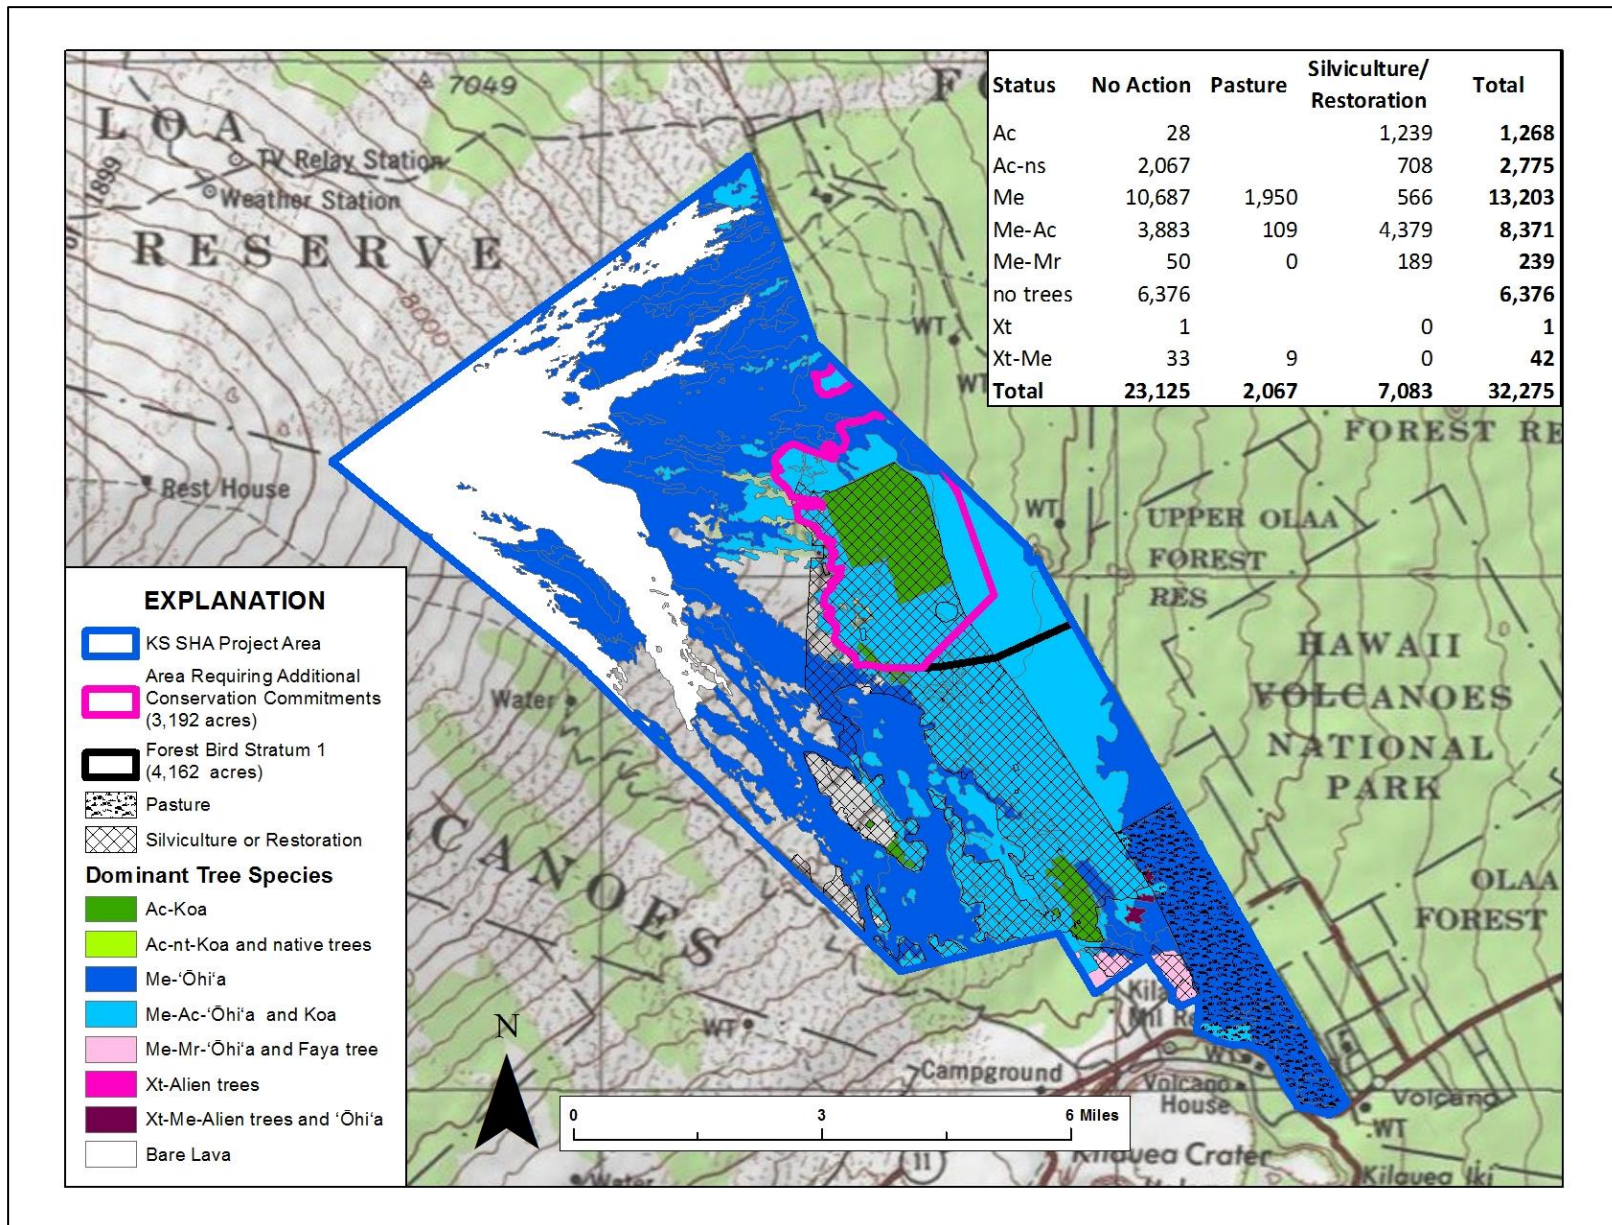 7049
F
LOA
TV Relay Station
1899
Weather Station
RESERVE
8000
Rest House
WT
WT
FOREST RE
WT
UPPER OLAA
FOREST
RES
HAWAII
VOLCANOES
NATIONAL
PARK
Water
CANOES
OLAA
FOREST
WT
Campground
Volcano
House
Volcano
WT
Kilauea Crater
Kilauea Iki
11
Water
Status No Action Pasture Silviculture/ Restoration Total
Ac 28 1,239 1,268
Ac-ns 2,067 708 2,775
Me 10,687 1,950 566 13,203
Me-Ac 3,883 109 4,379 8,371
Me-Mr 50 0 189 239
no trees 6,376 6,376
Xt 1 0 1
Xt-Me 33 9 0 42
Total 23,125 2,067 7,083 32,275
EXPLANATION
KS SHA Project Area
Area Requiring Additional
Conservation Commitments
(3,192 acres)
Forest Bird Stratum 1
(4,162 acres)
Pasture
Silviculture or Restoration
Dominant Tree Species
Ac-Koa
Ac-nt-Koa and native trees
Me-ʻŌhiʻa
Me-Ac-ʻŌhiʻa and Koa
Me-Mr-ʻŌhiʻa and Faya tree
Xt-Alien trees
Xt-Me-Alien trees and ʻŌhiʻa
Bare Lava
N
0 3 6 Miles